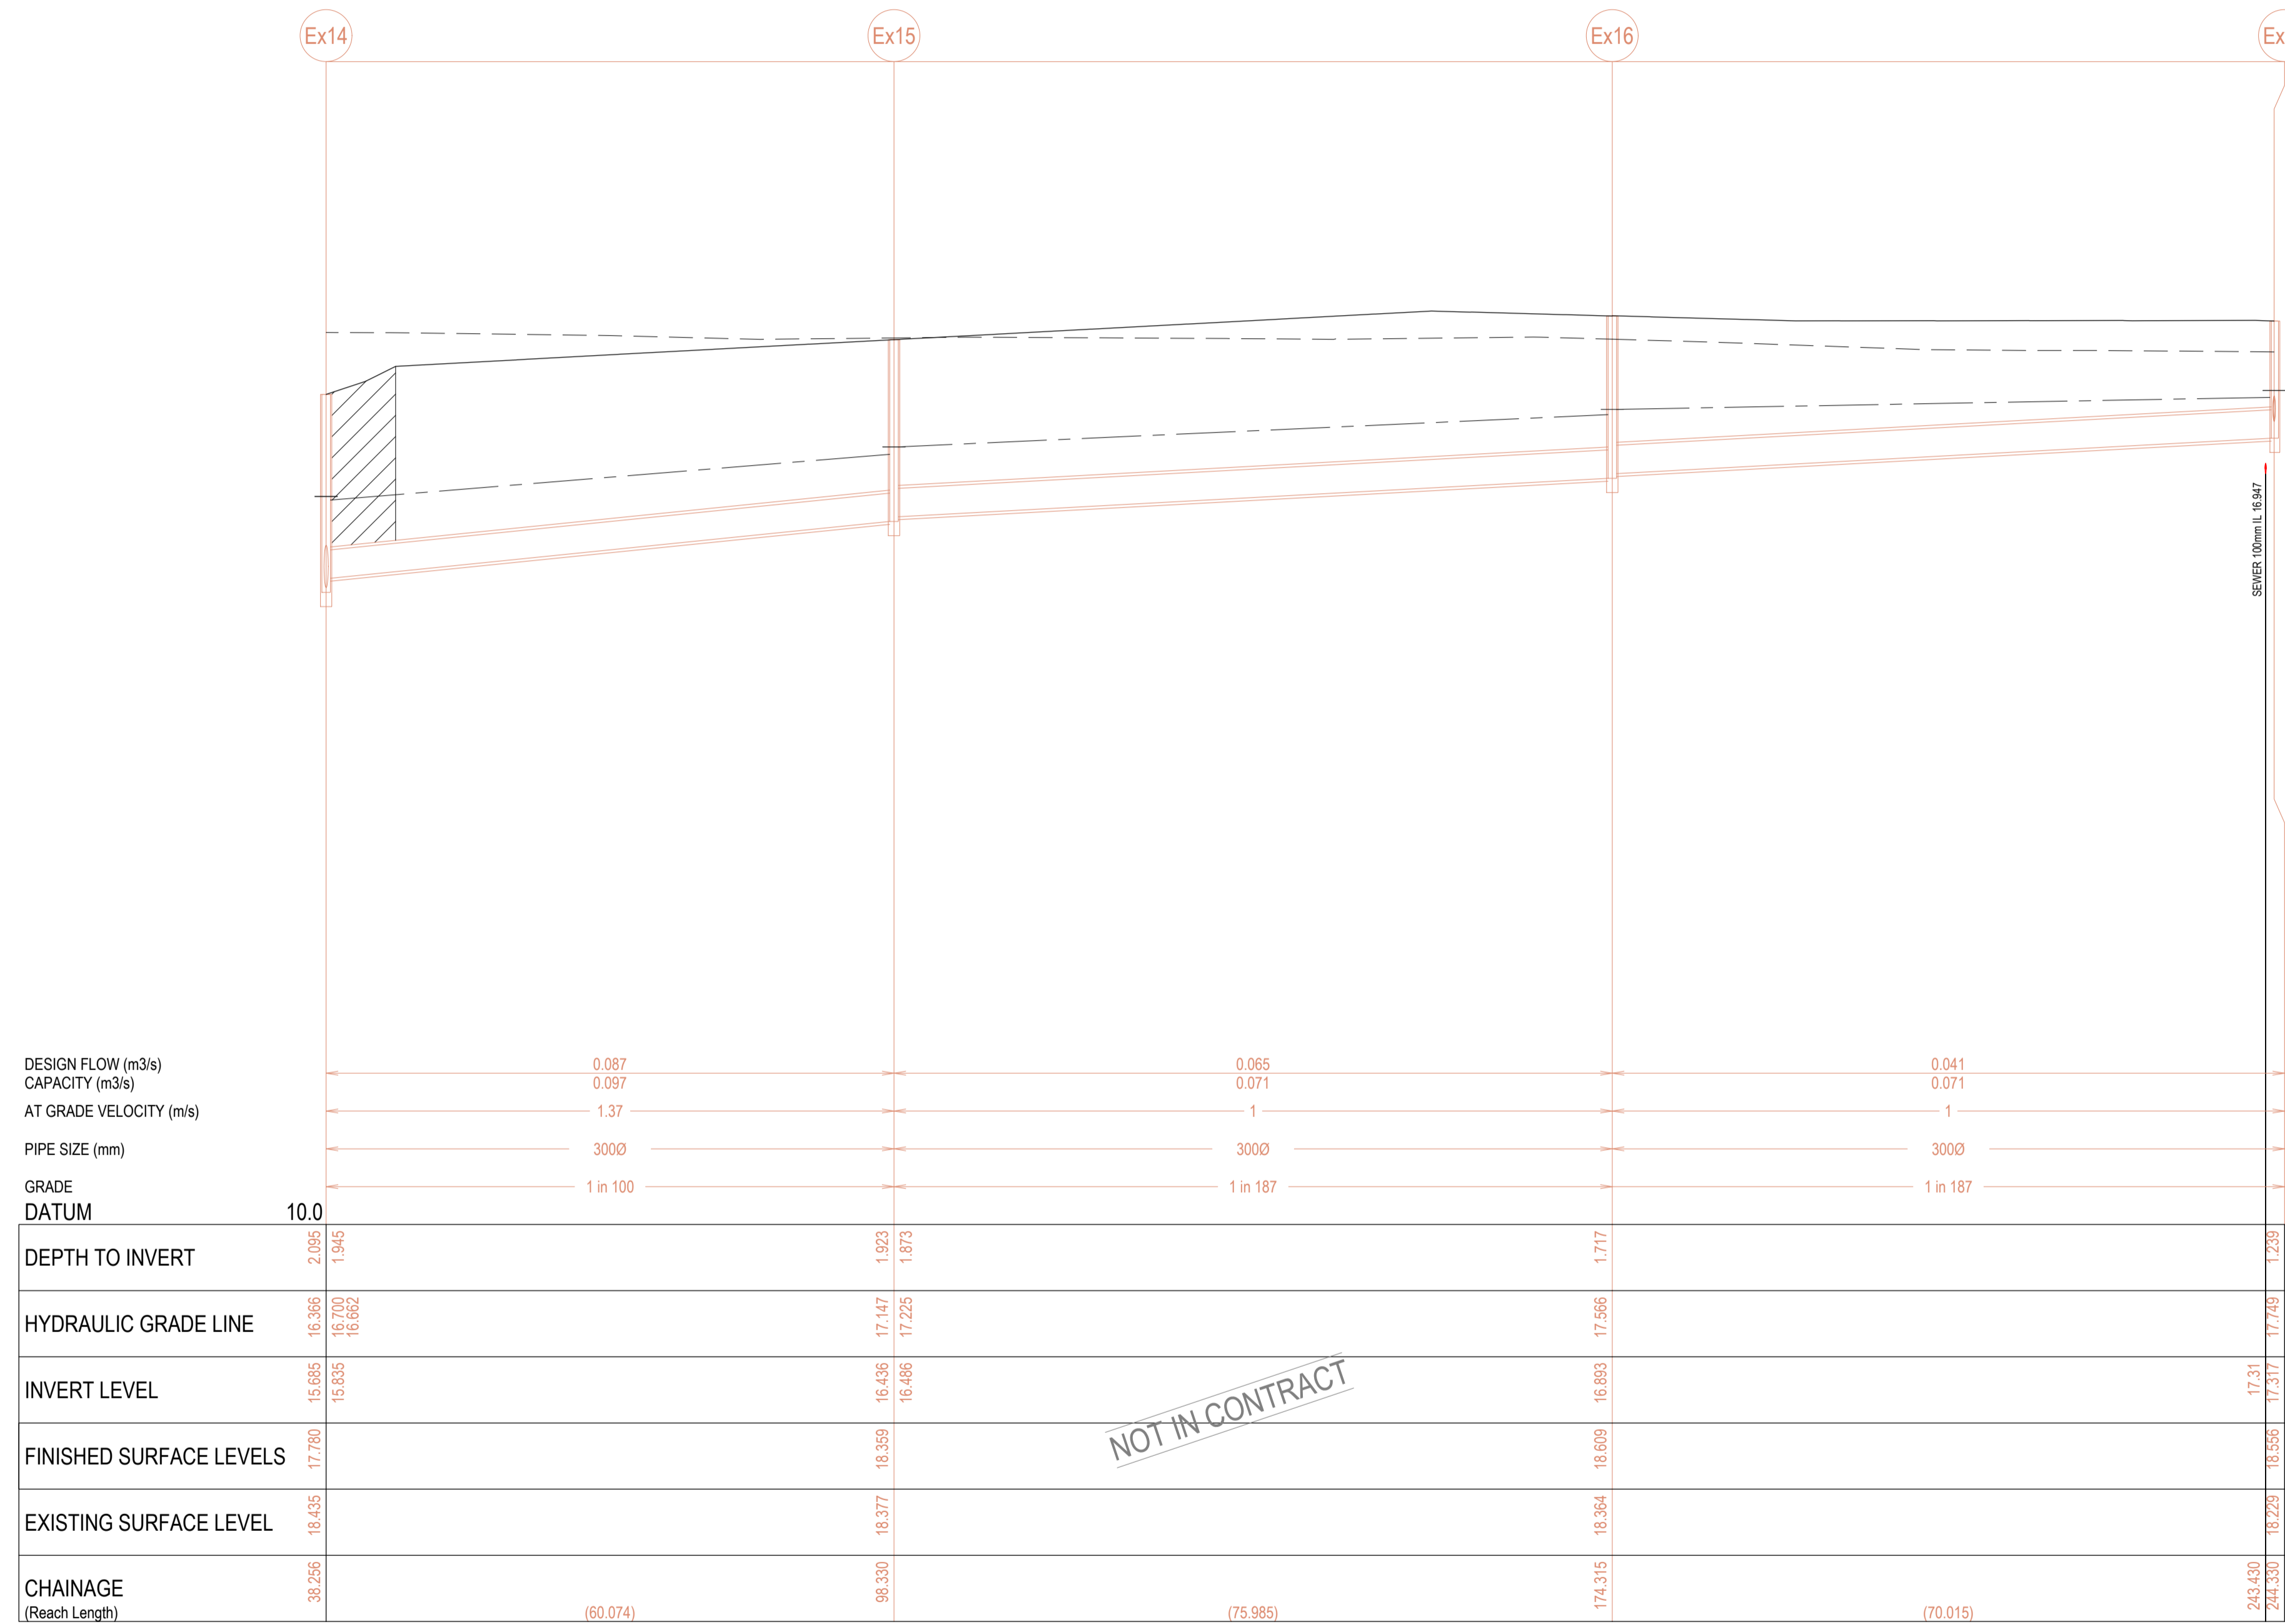 Ex14
Ex15
Ex16
Ex
SEWER 100mm IL 16.947
DESIGN FLOW (m3/s) 0.087 0.065 0.041
CAPACITY (m3/s) 0.097 0.071 0.071
AT GRADE VELOCITY (m/s) 1.37 1 1
PIPE SIZE (mm) 300Ø 300Ø 300Ø
GRADE 1 in 100 1 in 187 1 in 187
DATUM 10.0
DEPTH TO INVERT 2.095 1.945 1.923 1.873 1.717 1.239
HYDRAULIC GRADE LINE 16.366 16.700 16.662 17.147 17.225 17.566 17.749
INVERT LEVEL 15.685 15.835 16.436 16.486 16.893 17.31 17.317
NOT IN CONTRACT
FINISHED SURFACE LEVELS 17.780 18.359 18.609 18.556
EXISTING SURFACE LEVEL 18.435 18.377 18.364 18.229
CHAINAGE 38.256 98.330 174.315 243.430 244.330
(Reach Length) (60.074) (75.985) (70.015)